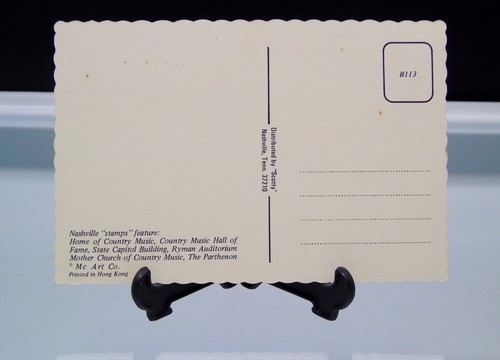 B113
Distributed by "Scotty"
Nashville, Tenn. 37210
Nashville "stamps" feature:
Home of Country Music, Country Music Hall of
Fame, State Capitol Building, Ryman Auditorium
Mother Church of Country Music, The Parthenon
© Mc Art Co.
Printed in Hong Kong